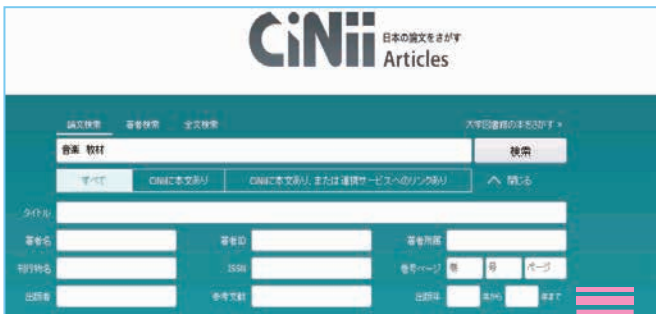 CiNii 日本の論文をさがす
Articles
論文検索 著者検索 全文検索 大学図書館の本をさがす
音楽 教材 検索
すべて CiNiiに本文あり CiNiiに本文あり、または連携サービスへのリンクあり 閉じる
タイトル
著者名 著者ID 著者所属
刊行物名 ISSN 巻号ページ 巻 号 ページ
出版者 参考文献 出版年 年から 年まで